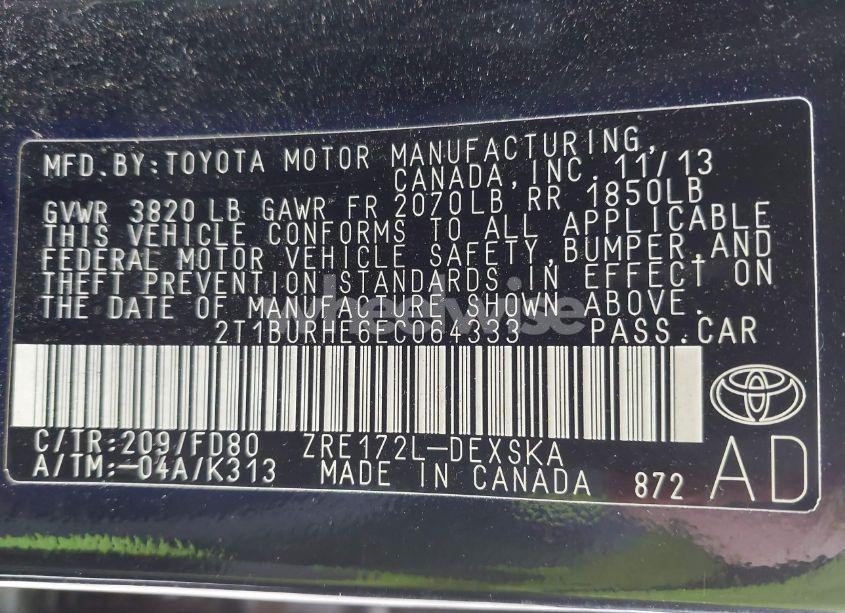 MFD. BY: TOYOTA MOTOR MANUFACTURING,
CANADA, INC. 11/13
GVWR 3820 LB GAWR FR 2070LB RR 1850LB
THIS VEHICLE CONFORMS TO ALL APPLICABLE
FEDERAL MOTOR VEHICLE SAFETY, BUMPER, AND
THEFT PREVENTION STANDARDS IN EFFECT ON
THE DATE OF MANUFACTURE SHOWN ABOVE.
wheelwise
2T1BURHE6EC064333 PASS. CAR
C/TR: 209/FD80 ZRE172L-DEXSKA
A/TM: -04A/K313 MADE IN CANADA 872 AD